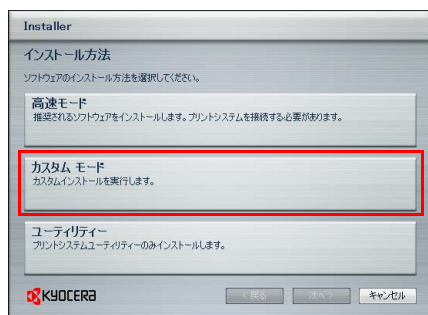 Installer
インストール方法
ソフトウェアのインストール方法を選択してください。
高速モード
推奨されるソフトウェアをインストールします。プリントシステムを接続する必要があります。
カスタム モード
カスタムインストールを実行します。
ユーティリティー
プリントシステムユーティリティーのみインストールします。
KYOCERA
< 戻る
次へ >
キャンセル